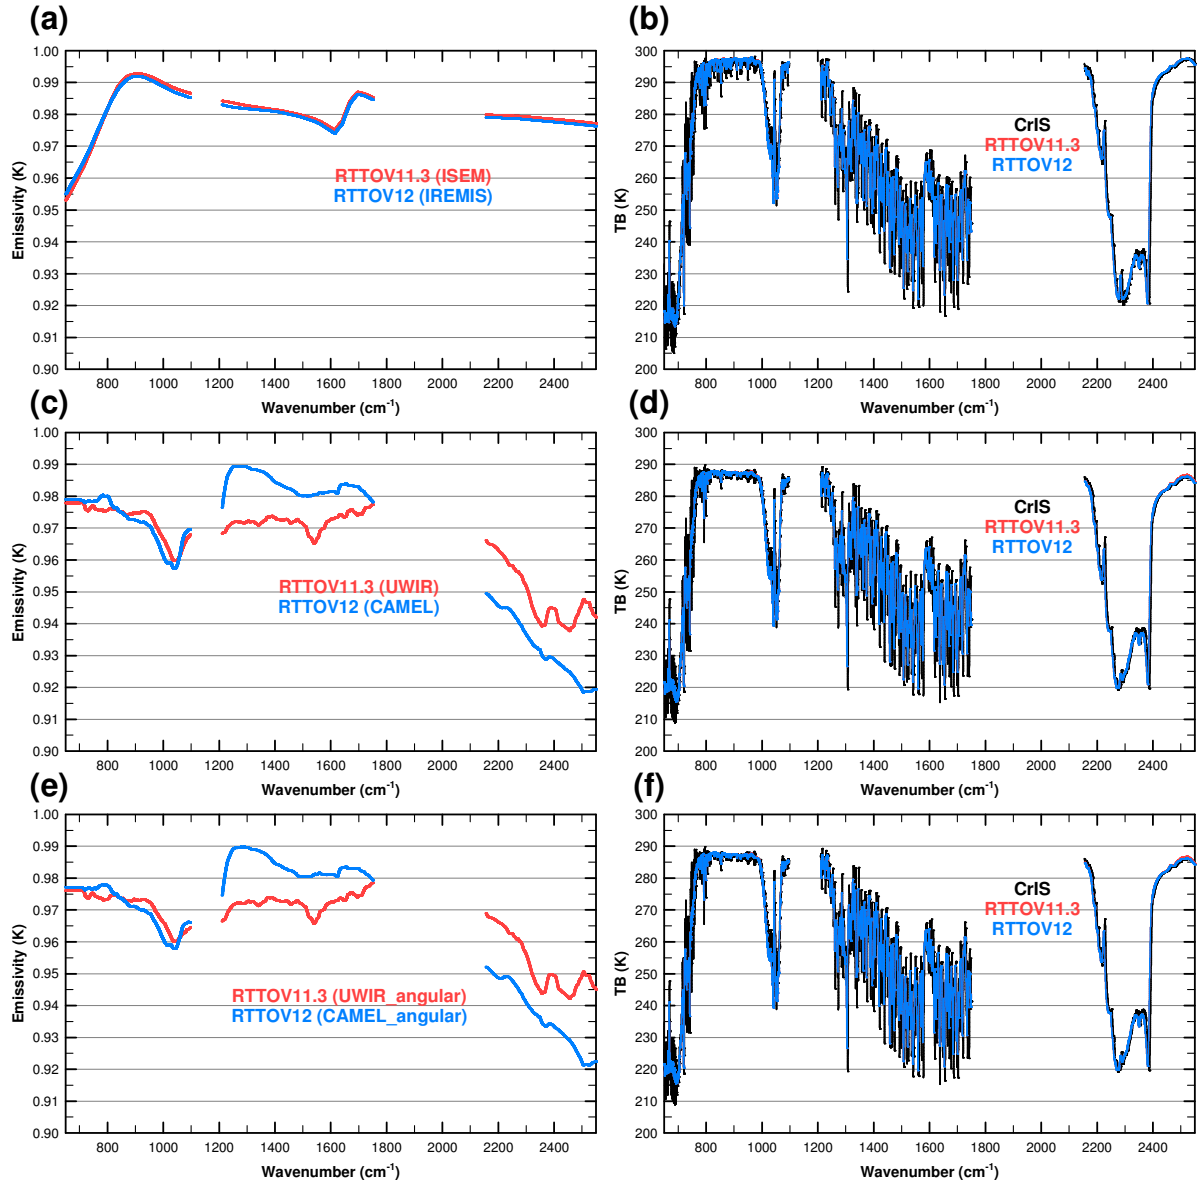 (a)
1.00
0.99
0.98
0.97
0.96
0.95
0.94
0.93
0.92
0.91
0.90
Emissivity (K)
RTTOV11.3 (ISEM)
RTTOV12 (IREMIS)
800 1000 1200 1400 1600 1800 2000 2200 2400
Wavenumber (cm-1)
(b)
300
290
280
270
260
250
240
230
220
210
200
TB (K)
CrIS
RTTOV11.3
RTTOV12
800 1000 1200 1400 1600 1800 2000 2200 2400
Wavenumber (cm-1)
(c)
1.00
0.99
0.98
0.97
0.96
0.95
0.94
0.93
0.92
0.91
0.90
Emissivity (K)
RTTOV11.3 (UWIR)
RTTOV12 (CAMEL)
800 1000 1200 1400 1600 1800 2000 2200 2400
Wavenumber (cm-1)
(d)
300
290
280
270
260
250
240
230
220
210
200
TB (K)
CrIS
RTTOV11.3
RTTOV12
800 1000 1200 1400 1600 1800 2000 2200 2400
Wavenumber (cm-1)
(e)
1.00
0.99
0.98
0.97
0.96
0.95
0.94
0.93
0.92
0.91
0.90
Emissivity (K)
RTTOV11.3 (UWIR_angular)
RTTOV12 (CAMEL_angular)
800 1000 1200 1400 1600 1800 2000 2200 2400
Wavenumber (cm-1)
(f)
300
290
280
270
260
250
240
230
220
210
200
TB (K)
CrIS
RTTOV11.3
RTTOV12
800 1000 1200 1400 1600 1800 2000 2200 2400
Wavenumber (cm-1)